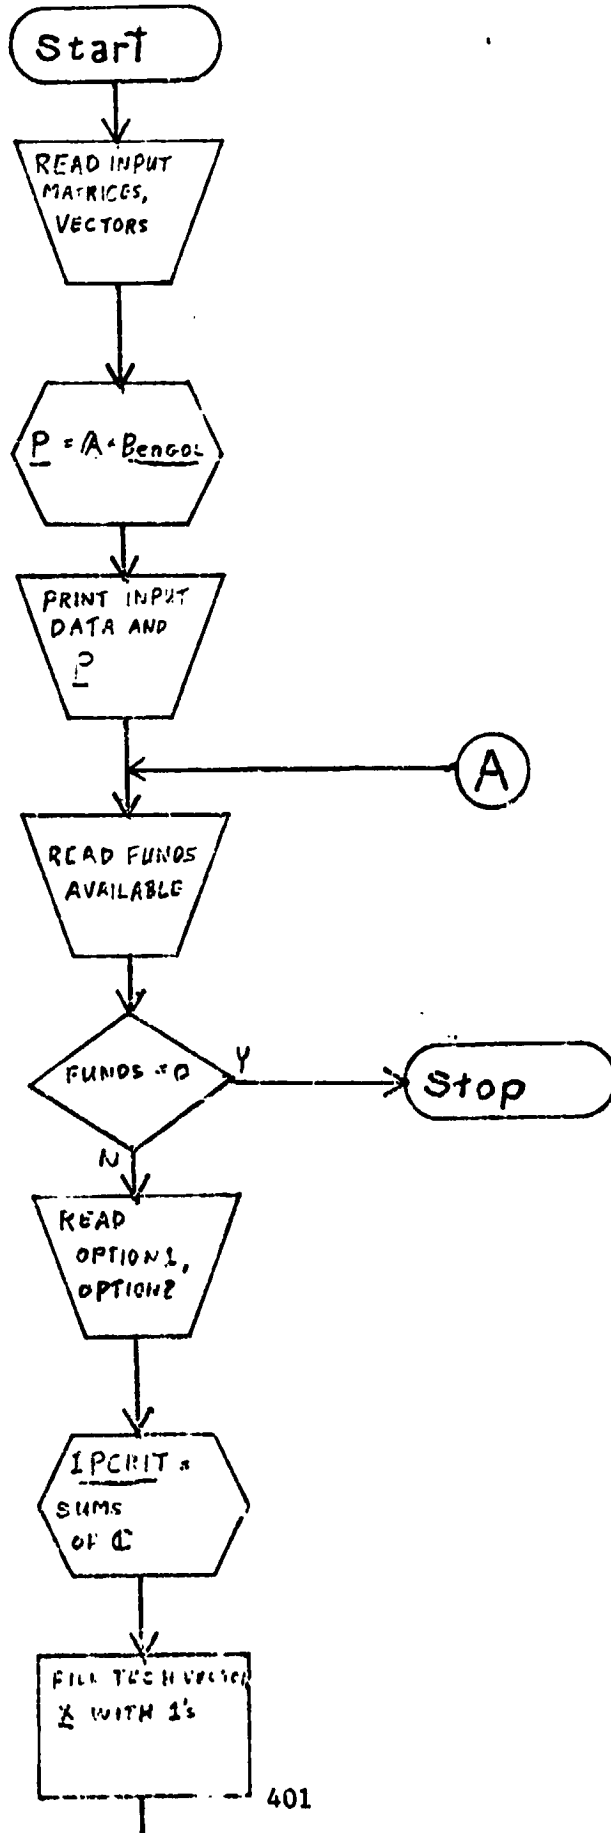 Start
READ INPUT
MATRICES,
VECTORS
P = A · BENGOL
PRINT INPUT
DATA AND
P
A
READ FUNDS
AVAILABLE
FUNDS = 0
Y
Stop
N
READ
OPTION1,
OPTION2
IPCRIT =
SUMS
OF C
FILL TECH VECTOR
X WITH 1's
401